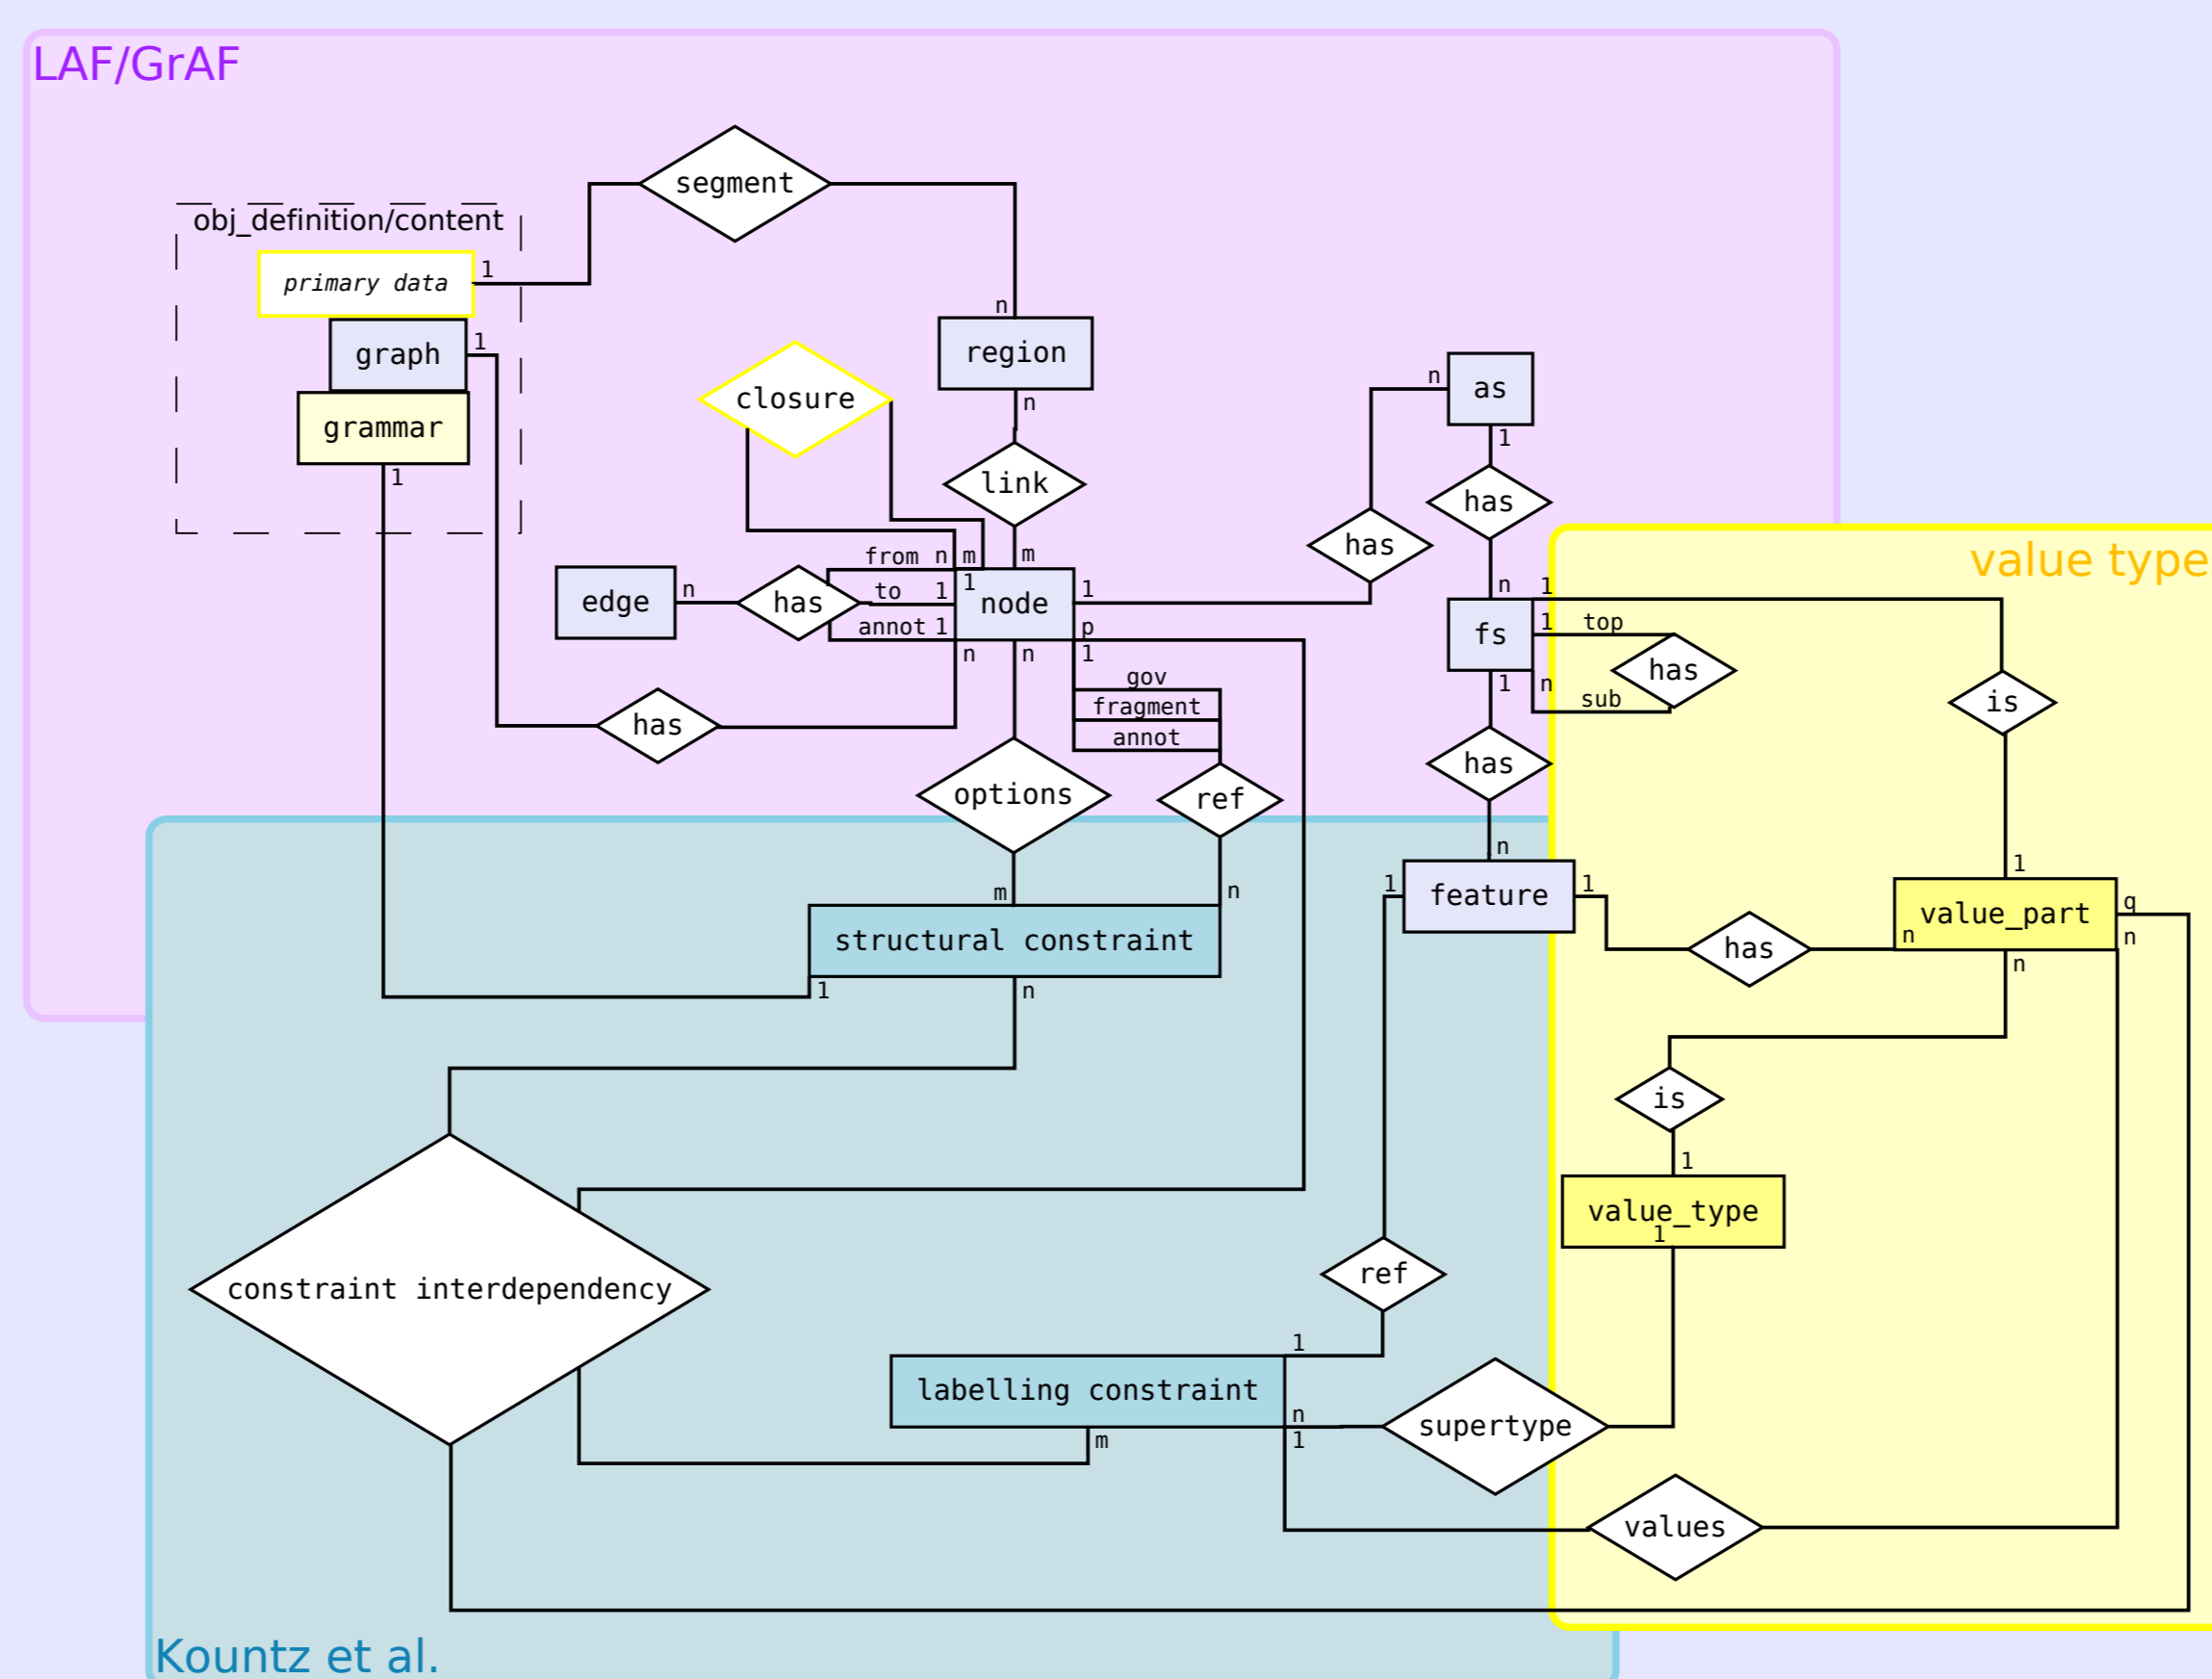 LAF/GrAF
segment
obj_definition/content
1
primary data
n
1
graph
region
closure
n
as
n
grammar
1
1
link
has
has
from n m
m
n 1
value type
edge
n
has
to 1
1
node
1
fs
1 top
has
annot 1
p
n
n
1
1
n
sub
gov
fragment
annot
is
has
has
options
ref
n
1
m
n
1
feature
1
value_part
q
n
structural constraint
has
n
n
1
n
is
1
value_type
1
constraint interdependency
ref
1
labelling constraint
n
supertype
m
1
values
Kountz et al.